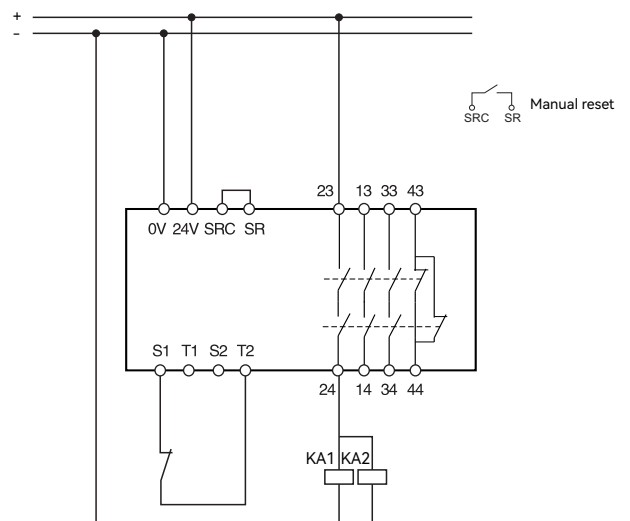 +
-
SRC SR Manual reset
23 13 33 43
0V 24V SRC SR
S1 T1 S2 T2
24 14 34 44
KA1 KA2